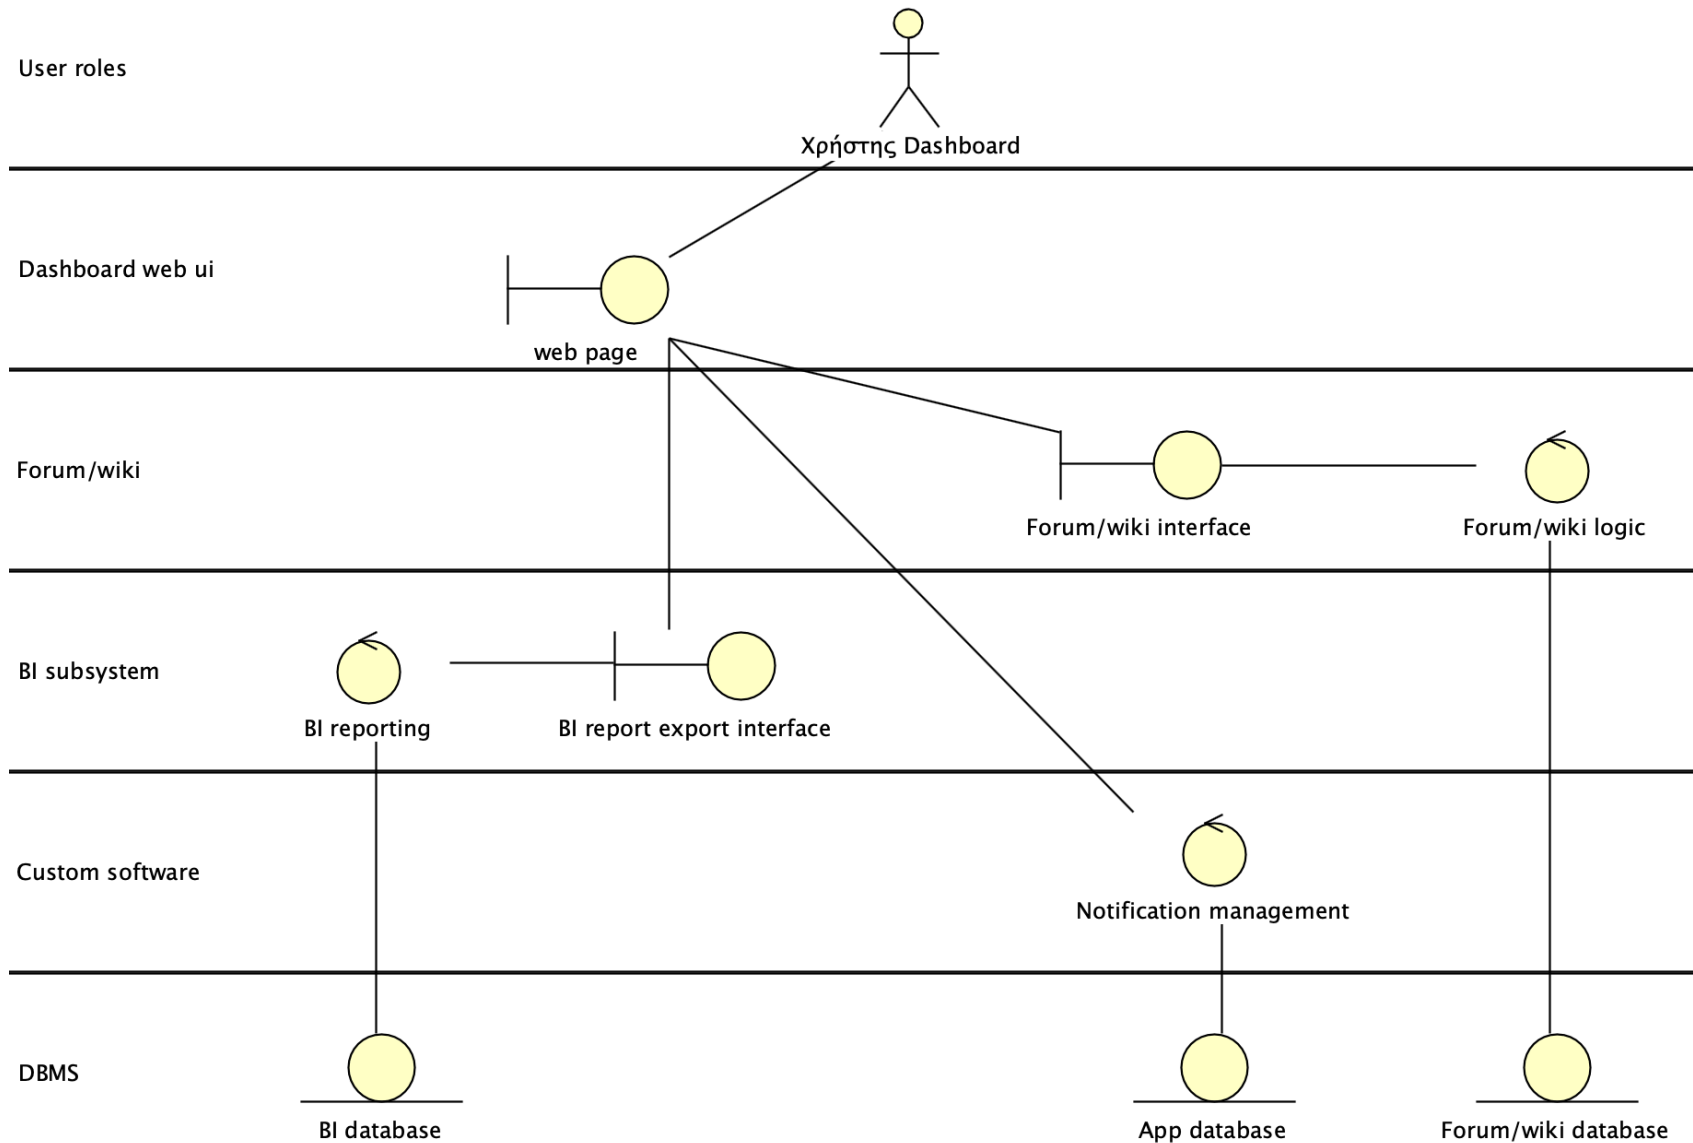 User roles
Χρήστης Dashboard
Dashboard web ui
web page
Forum/wiki
Forum/wiki interface
Forum/wiki logic
BI subsystem
BI reporting
BI report export interface
Custom software
Notification management
DBMS
BI database
App database
Forum/wiki database